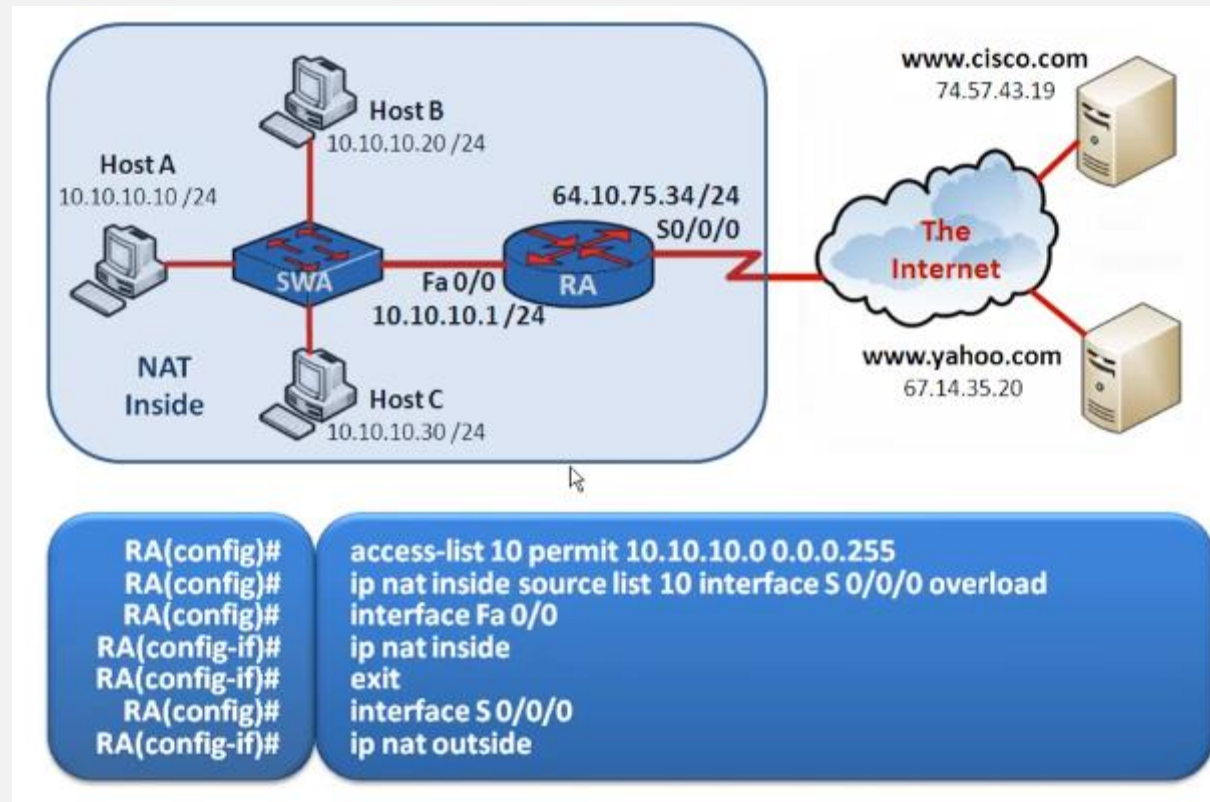 www.cisco.com
74.57.43.19
Host B
10.10.10.20 /24
Host A
10.10.10.10 /24
64.10.75.34 /24
S0/0/0
The
Internet
SWA
Fa 0/0
RA
10.10.10.1 /24
www.yahoo.com
67.14.35.20
NAT
Inside
Host C
10.10.10.30 /24
RA(config)# access-list 10 permit 10.10.10.0 0.0.0.255
RA(config)# ip nat inside source list 10 interface S 0/0/0 overload
RA(config)# interface Fa 0/0
RA(config-if)# ip nat inside
RA(config-if)# exit
RA(config)# interface S 0/0/0
RA(config-if)# ip nat outside